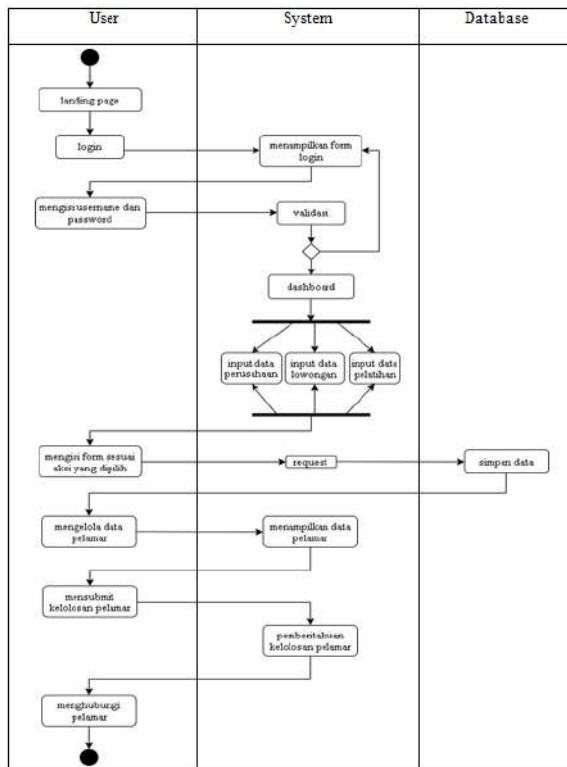 User
System
Database
landing page
login
menampilkan form
login
mengisi username dan
password
validasi
dashboard
input data
perusahaan
input data
lowongan
input data
pelatihan
mengisi form sesuai
aksi yang dipilih
request
simpan data
mengelola data
pelamar
menampilkan data
pelamar
mensubmit
kelolosan pelamar
pemberitahuan
kelolosan pelamar
menghubungi
pelamar